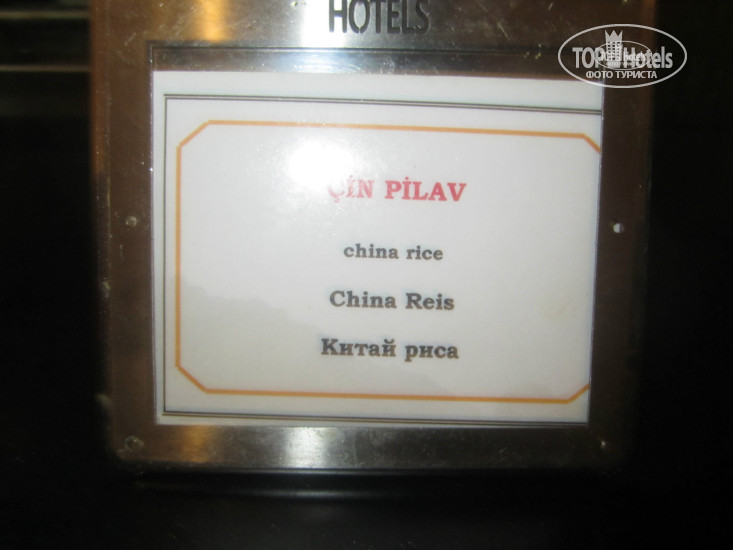 HOTELS
TOP Hotels
ФОТО ТУРИСТА
ÇİN PİLAV
china rice
China Reis
Китай риса